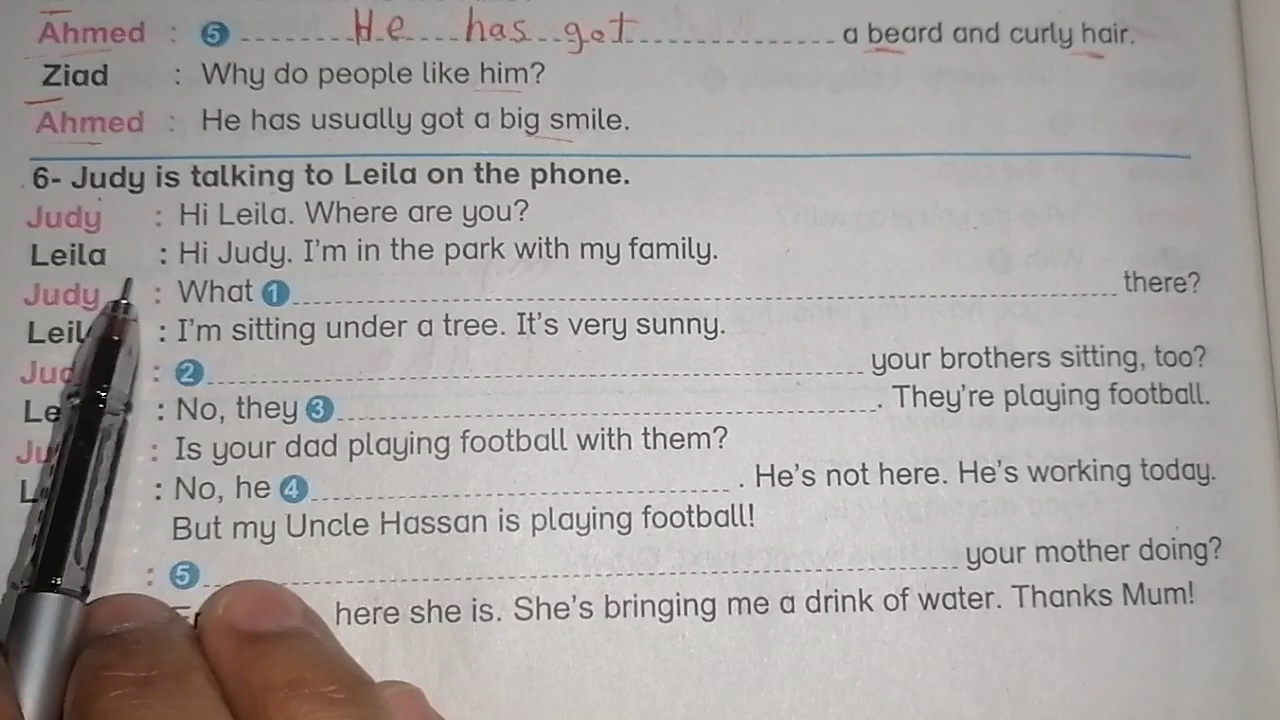 Ahmed : 5 He has got a beard and curly hair.
Ziad : Why do people like him?
Ahmed : He has usually got a big smile.
6- Judy is talking to Leila on the phone.
Judy : Hi Leila. Where are you?
Leila : Hi Judy. I'm in the park with my family.
Judy : What 1 there?
Leil : I'm sitting under a tree. It's very sunny.
Jud : 2 your brothers sitting, too?
Le : No, they 3 . They're playing football.
Ju : Is your dad playing football with them?
L : No, he 4 . He's not here. He's working today.
But my Uncle Hassan is playing football!
: 5 your mother doing?
here she is. She's bringing me a drink of water. Thanks Mum!